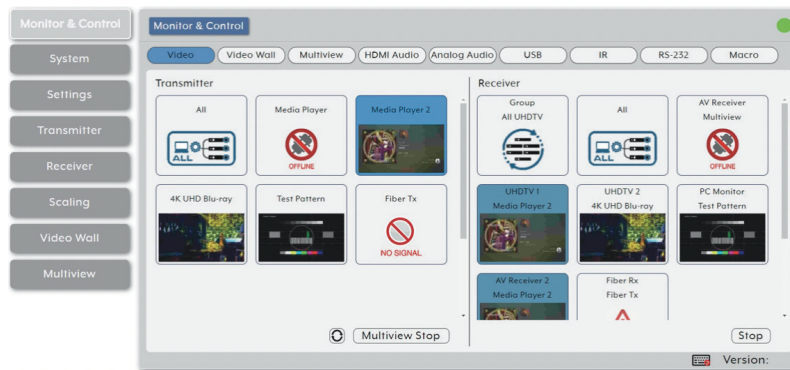 Monitor & Control
System
Settings
Transmitter
Receiver
Scaling
Video Wall
Multiview
Monitor & Control
Video
Video Wall
Multiview
HDMI Audio
Analog Audio
USB
IR
RS-232
Macro
Transmitter
All
ALL
Media Player
OFFLINE
Media Player 2
4K UHD Blu-ray
Test Pattern
Fiber Tx
NO SIGNAL
Multiview Stop
Receiver
Group
All UHDTV
All
ALL
AV Receiver
Multiview
OFFLINE
UHDTV 1
Media Player 2
UHDTV 2
4K UHD Blu-ray
PC Monitor
Test Pattern
AV Receiver 2
Media Player 2
Fiber Rx
Fiber Tx
Stop
Version: